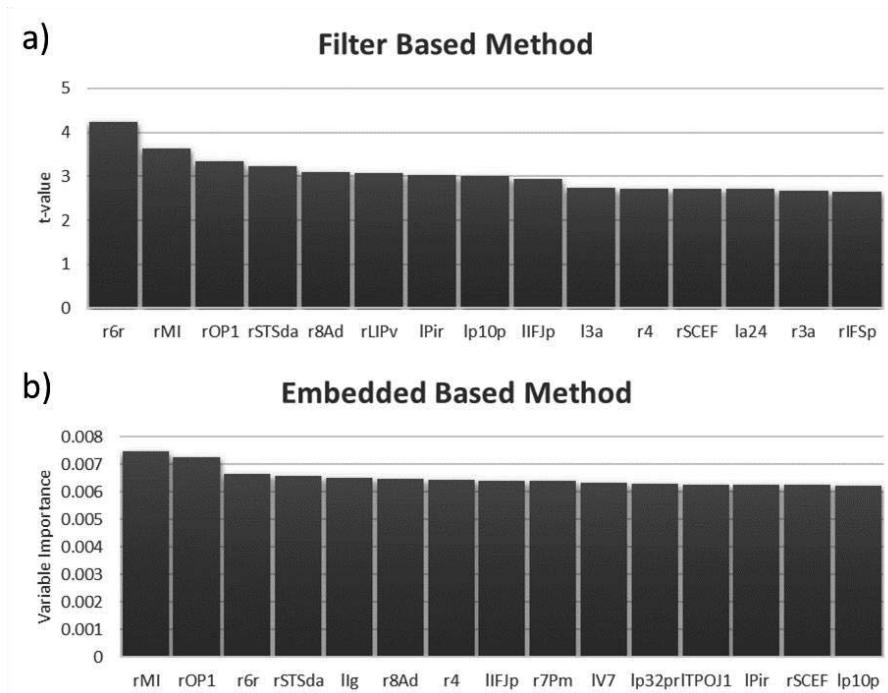 a)
Filter Based Method
5
4
3
2
1
0
t-value
r6r rMI rOP1 rSTSda r8Ad rLIPv lPir lp10p lIFJp l3a r4 rSCEF la24 r3a rIFSp
b)
Embedded Based Method
0.008
0.007
0.006
0.005
0.004
0.003
0.002
0.001
0
Variable Importance
rMI rOP1 r6r rSTSda lIg r8Ad r4 lIFJp r7Pm lV7 lp32pr lTPOJ1 lPir rSCEF lp10p